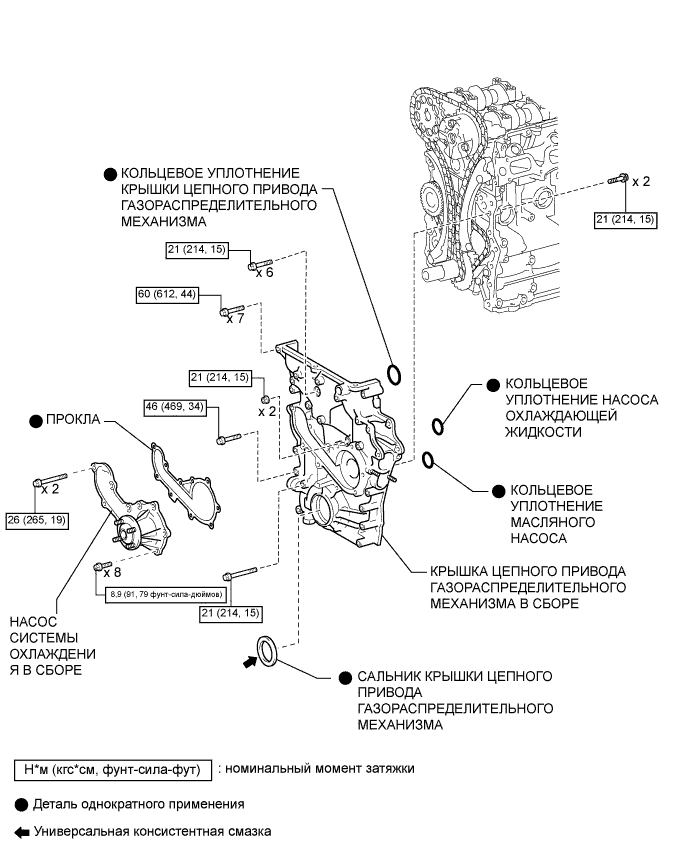 КОЛЬЦЕВОЕ УПЛОТНЕНИЕ
КРЫШКИ ЦЕПНОГО ПРИВОДА
ГАЗОРАСПРЕДЕЛИТЕЛЬНОГО
МЕХАНИЗМА
x 2
21 (214, 15)
21 (214, 15)
x 6
60 (612, 44)
x 7
21 (214, 15)
x 2
46 (469, 34)
ПРОКЛА
КОЛЬЦЕВОЕ
УПЛОТНЕНИЕ НАСОСА
ОХЛАЖДАЮЩЕЙ
ЖИДКОСТИ
x 2
26 (265, 19)
КОЛЬЦЕВОЕ
УПЛОТНЕНИЕ
МАСЛЯНОГО
НАСОСА
x 8
8,9 (91, 79 фунт-сила-дюймов)
21 (214, 15)
КРЫШКА ЦЕПНОГО ПРИВОДА
ГАЗОРАСПРЕДЕЛИТЕЛЬНОГО
МЕХАНИЗМА В СБОРЕ
НАСОС
СИСТЕМЫ
ОХЛАЖДЕНИ
Я В СБОРЕ
САЛЬНИК КРЫШКИ ЦЕПНОГО
ПРИВОДА
ГАЗОРАСПРЕДЕЛИТЕЛЬНОГО
МЕХАНИЗМА
Н*м (кгс*см, фунт-сила-фут) : номинальный момент затяжки
Деталь однократного применения
Универсальная консистентная смазка